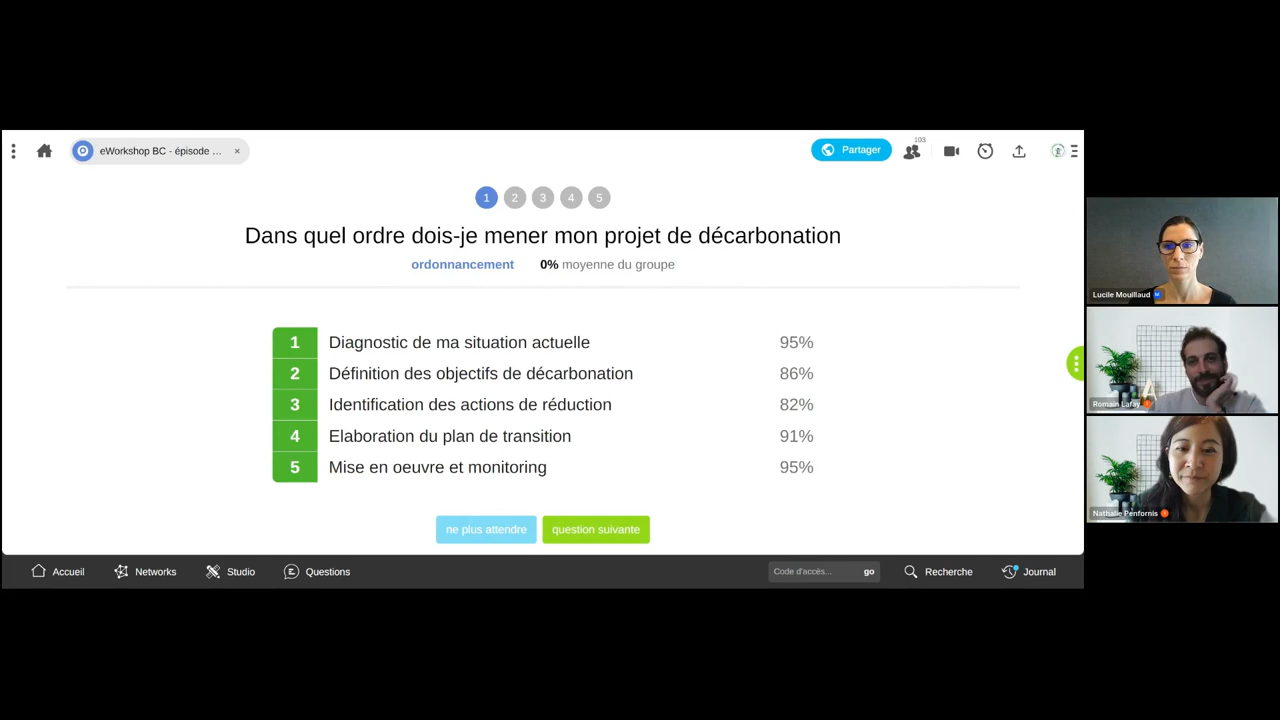 eWorkshop BC - épisode ... ×
Partager
103
1 2 3 4 5
Dans quel ordre dois-je mener mon projet de décarbonation
ordonnancement 0% moyenne du groupe
1 Diagnostic de ma situation actuelle 95%
2 Définition des objectifs de décarbonation 86%
3 Identification des actions de réduction 82%
4 Elaboration du plan de transition 91%
5 Mise en oeuvre et monitoring 95%
ne plus attendre question suivante
Accueil Networks Studio Questions Code d'accès... go Recherche Journal
Lucile Mouillaud
Romain Lafay
Nathalie Penfornis